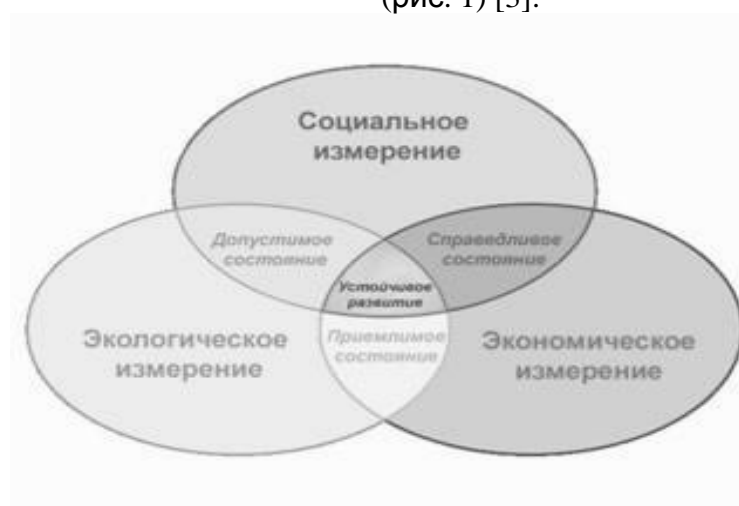 (рис. 1) [3].
Социальное
измерение
Допустимое
состояние
Справедливое
состояние
Устойчивое
развитие
Экологическое
измерение
Приемлимое
состояние
Экономическое
измерение